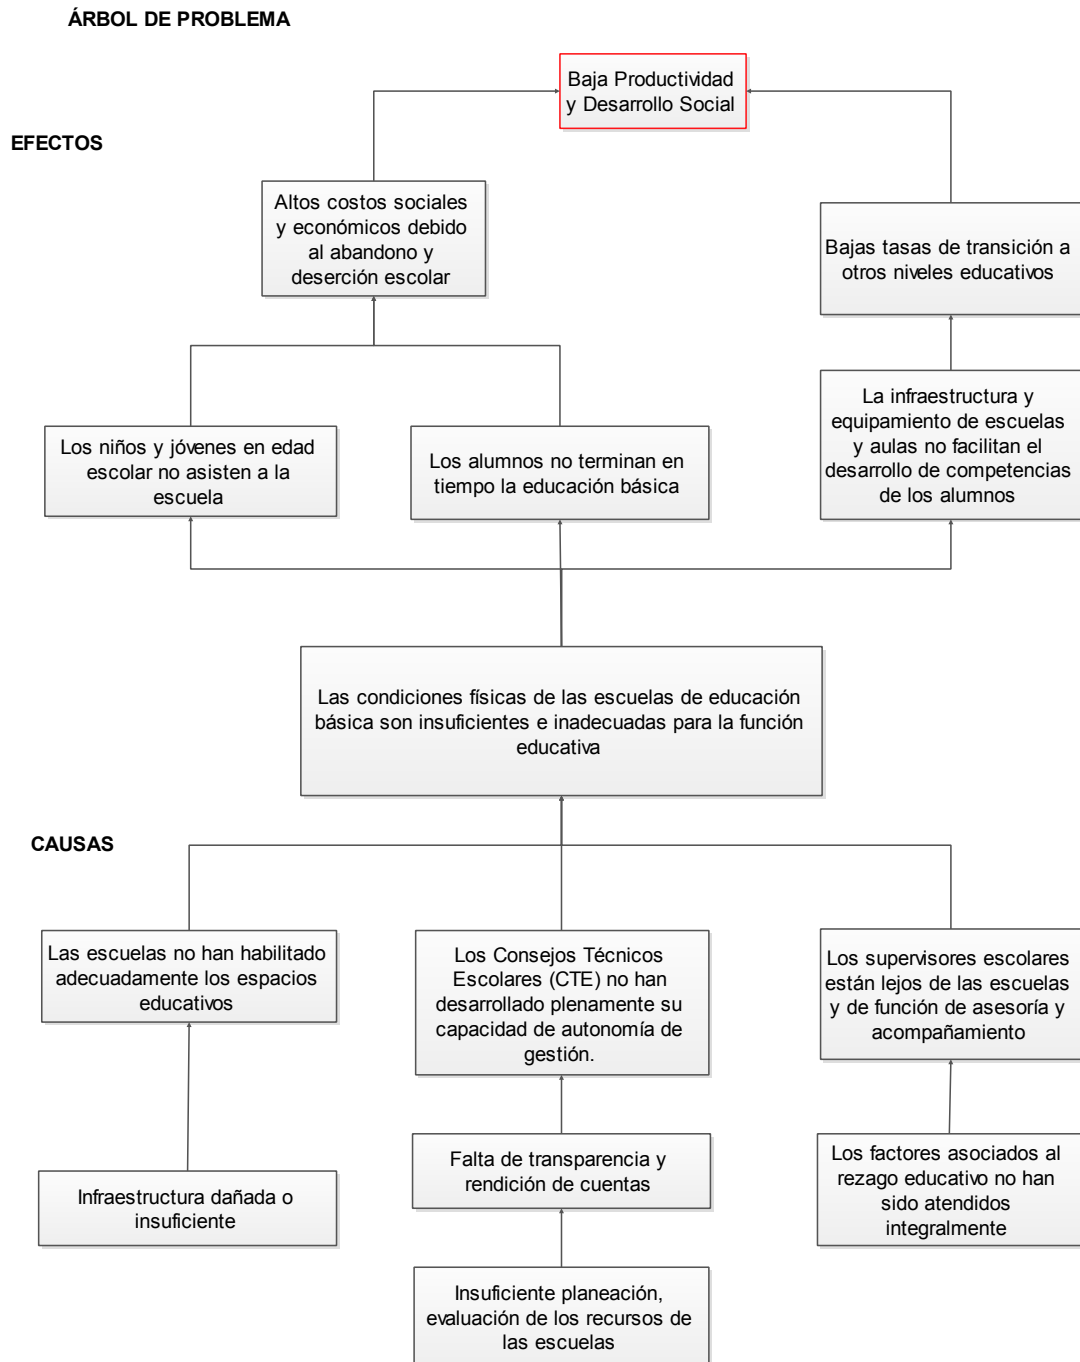 ÁRBOL DE PROBLEMA
Baja Productividad
y Desarrollo Social
EFECTOS
Altos costos sociales
y económicos debido
al abandono y
deserción escolar
Bajas tasas de transición a
otros niveles educativos
Los niños y jóvenes en edad
escolar no asisten a la
escuela
Los alumnos no terminan en
tiempo la educación básica
La infraestructura y
equipamiento de escuelas
y aulas no facilitan el
desarrollo de competencias
de los alumnos
Las condiciones físicas de las escuelas de educación
básica son insuficientes e inadecuadas para la función
educativa
CAUSAS
Las escuelas no han habilitado
adecuadamente los espacios
educativos
Los Consejos Técnicos
Escolares (CTE) no han
desarrollado plenamente su
capacidad de autonomía de
gestión.
Los supervisores escolares
están lejos de las escuelas
y de función de asesoría y
acompañamiento
Infraestructura dañada o
insuficiente
Falta de transparencia y
rendición de cuentas
Los factores asociados al
rezago educativo no han
sido atendidos
integralmente
Insuficiente planeación,
evaluación de los recursos de
las escuelas